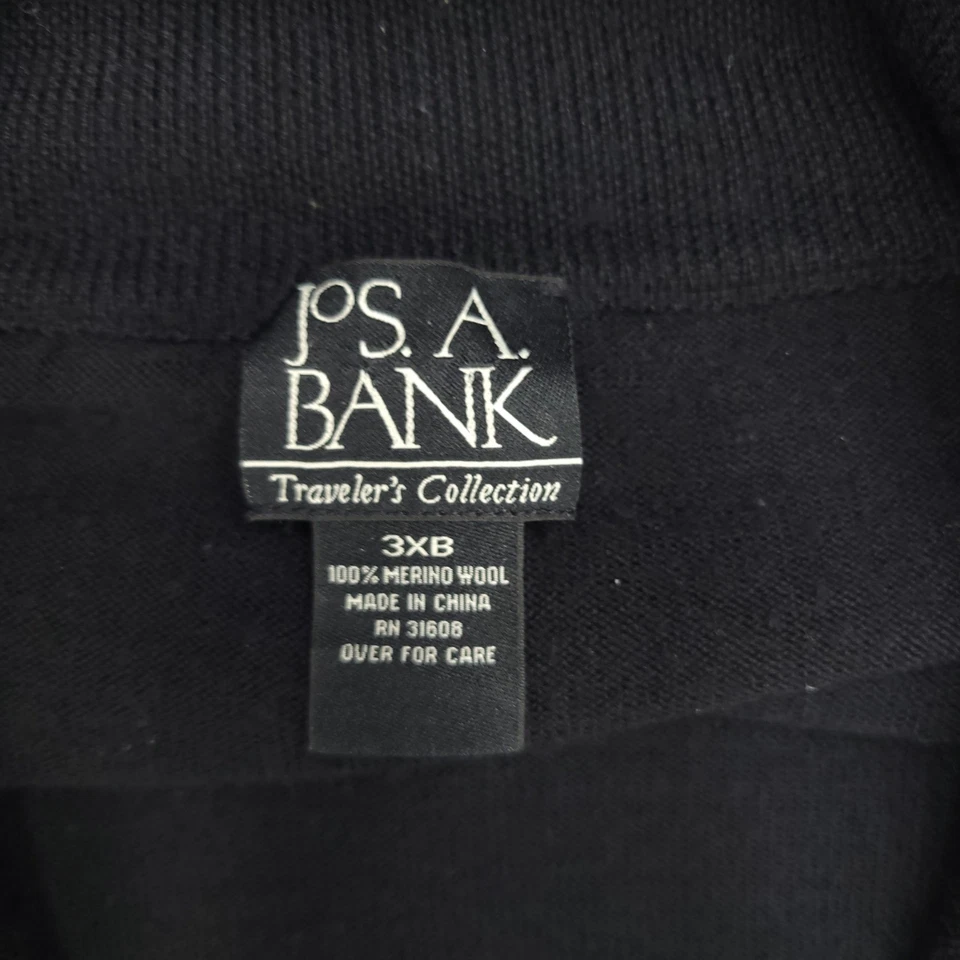 JoS. A.
BANK
Traveler's Collection
3XB
100% MERINO WOOL
MADE IN CHINA
RN 31608
OVER FOR CARE